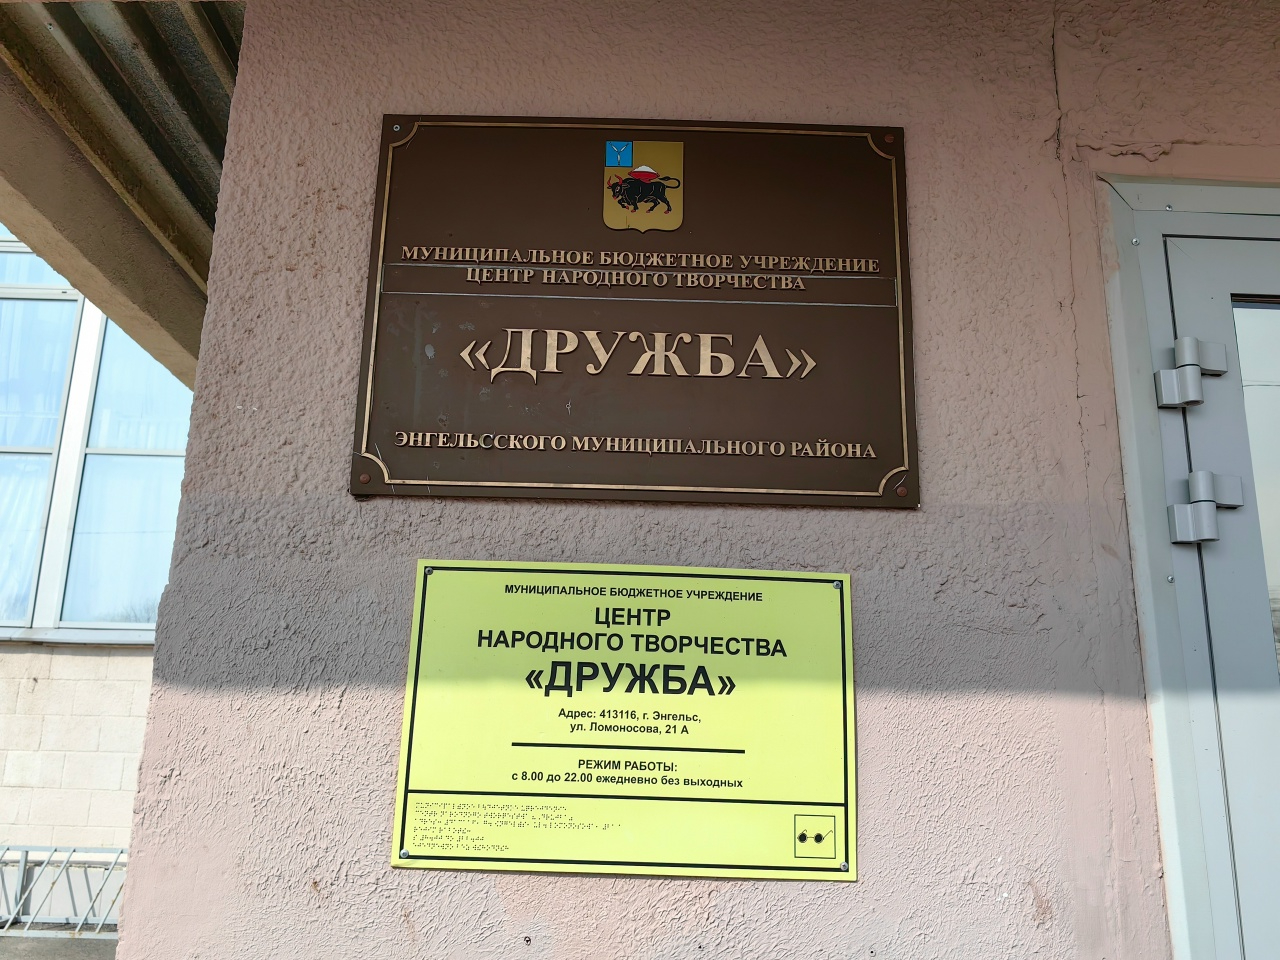 МУНИЦИПАЛЬНОЕ БЮДЖЕТНОЕ УЧРЕЖДЕНИЕ
ЦЕНТР НАРОДНОГО ТВОРЧЕСТВА
«ДРУЖБА»
ЭНГЕЛЬССКОГО МУНИЦИПАЛЬНОГО РАЙОНА
МУНИЦИПАЛЬНОЕ БЮДЖЕТНОЕ УЧРЕЖДЕНИЕ
ЦЕНТР
НАРОДНОГО ТВОРЧЕСТВА
«ДРУЖБА»
Адрес: 413116, г. Энгельс,
ул. Ломоносова, 21 А
РЕЖИМ РАБОТЫ:
с 8.00 до 22.00 ежедневно без выходных